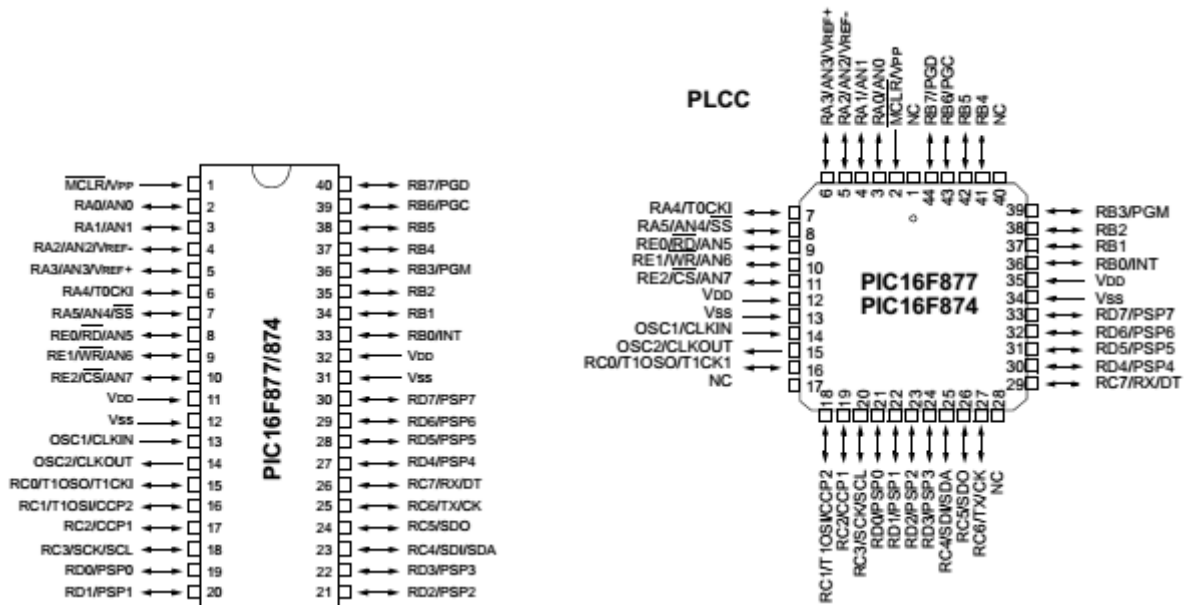 MCLR/VPP 1 40 RB7/PGD
RA0/AN0 2 39 RB6/PGC
RA1/AN1 3 38 RB5
RA2/AN2/VREF- 4 37 RB4
RA3/AN3/VREF+ 5 36 RB3/PGM
RA4/T0CKI 6 35 RB2
RA5/AN4/SS 7 34 RB1
RE0/RD/AN5 8 33 RB0/INT
RE1/WR/AN6 9 32 VDD
RE2/CS/AN7 10 31 VSS
VDD 11 30 RD7/PSP7
VSS 12 29 RD6/PSP6
OSC1/CLKIN 13 28 RD5/PSP5
OSC2/CLKOUT 14 27 RD4/PSP4
RC0/T1OSO/T1CKI 15 26 RC7/RX/DT
RC1/T1OSI/CCP2 16 25 RC6/TX/CK
RC2/CCP1 17 24 RC5/SDO
RC3/SCK/SCL 18 23 RC4/SDI/SDA
RD0/PSP0 19 22 RD3/PSP3
RD1/PSP1 20 21 RD2/PSP2
PIC16F877/874
PLCC
RA3/AN3/VREF+
RA2/AN2/VREF-
RA1/AN1
RA0/AN0
MCLR/VPP
NC
RB7/PGD
RB6/PGC
RB5
RB4
NC
6 5 4 3 2 1 44 43 42 41 40
RA4/T0CKI 7 39 RB3/PGM
RA5/AN4/SS 8 38 RB2
RE0/RD/AN5 9 37 RB1
RE1/WR/AN6 10 36 RB0/INT
RE2/CS/AN7 11 35 VDD
VDD 12 34 VSS
VSS 13 33 RD7/PSP7
OSC1/CLKIN 14 32 RD6/PSP6
OSC2/CLKOUT 15 31 RD5/PSP5
RC0/T1OSO/T1CK1 16 30 RD4/PSP4
NC 17 29 RC7/RX/DT
PIC16F877
PIC16F874
18 19 20 21 22 23 24 25 26 27 28
RC1/T1OSI/CCP2
RC2/CCP1
RC3/SCK/SCL
RD0/PSP0
RD1/PSP1
RD2/PSP2
RD3/PSP3
RC4/SDI/SDA
RC5/SDO
RC6/TX/CK
NC